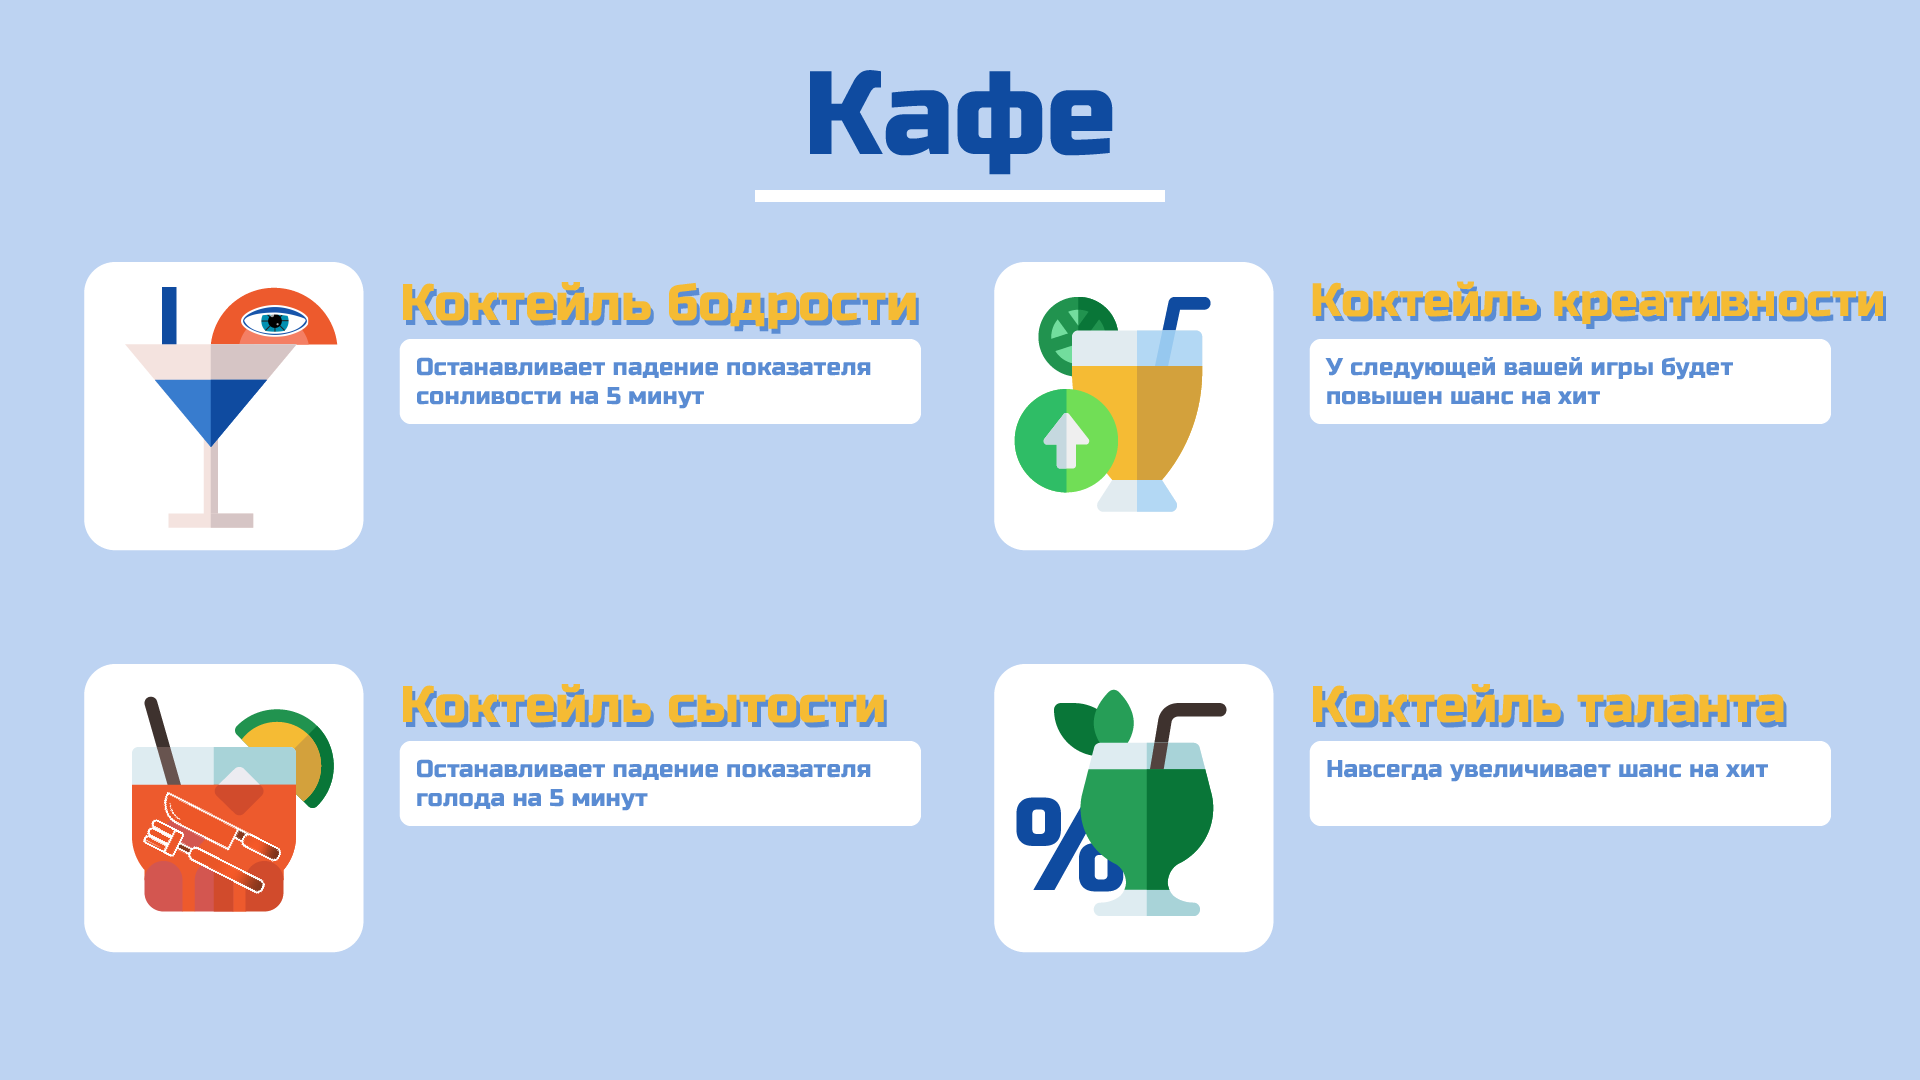 Кафе
Коктейль бодрости
Останавливает падение показателя
сонливости на 5 минут
Коктейль креативности
У следующей вашей игры будет
повышен шанс на хит
Коктейль сытости
Останавливает падение показателя
голода на 5 минут
%
Коктейль таланта
Навсегда увеличивает шанс на хит